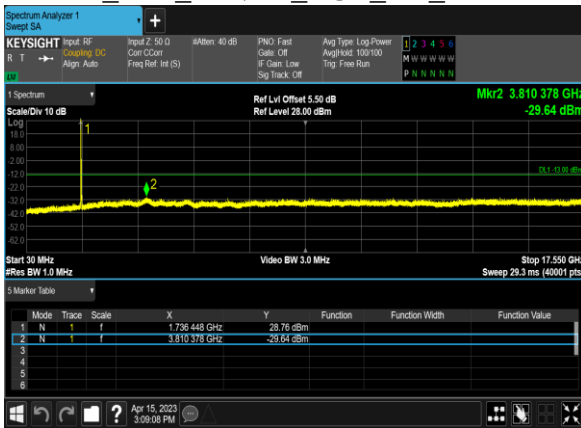 Spectrum Analyzer 1
Swept SA
+
KEYSIGHT Input: RF Input Z: 50 Ω #Atten: 40 dB PNO: Fast Avg Type: Log-Power 1 2 3 4 5 6
R T Coupling: DC Corr CCorr Gate: Off Avg|Hold: 100/100 M W W W W W
Align: Auto Freq Ref: Int (S) IF Gain: Low Trig: Free Run
Sig Track: Off P N N N N N
LV
1 Spectrum Ref Lvl Offset 5.50 dB Mkr2 3.810 378 GHz
Scale/Div 10 dB Ref Level 28.00 dBm -29.64 dBm
Log
1
18.0
8.00
-2.00
DL1 -13.00 dBm
-12.0
2
-22.0
-32.0
-42.0
-52.0
-62.0
Start 30 MHz Video BW 3.0 MHz Stop 17.550 GHz
#Res BW 1.0 MHz Sweep 29.3 ms (40001 pts)
5 Marker Table
Mode Trace Scale X Y Function Function Width Function Value
1 N 1 f 1.736 448 GHz 28.76 dBm
2 N 1 f 3.810 378 GHz -29.64 dBm
3
4
5
6
? Apr 15, 2023
3:09:08 PM